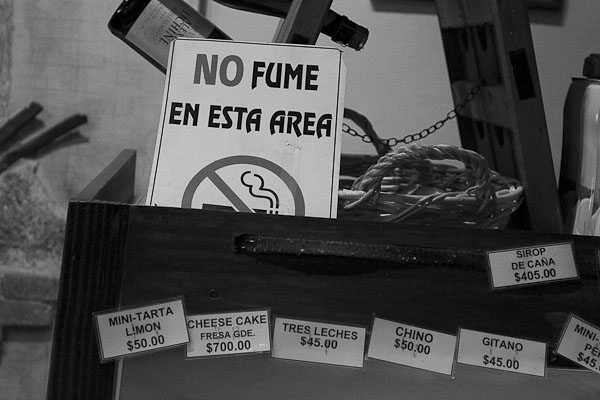 NO FUME
EN ESTA AREA
SIROP
DE CAÑA
$405.00
MINI-TARTA
LIMON
$50.00
CHEESE CAKE
FRESA GDE.
$700.00
TRES LECHES
$45.00
CHINO
$50.00
GITANO
$45.00
MINI-
$45.